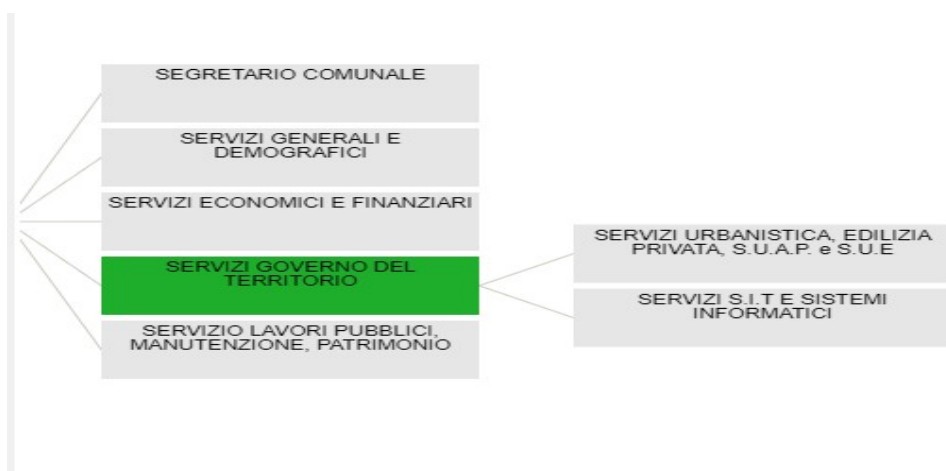 SEGRETARIO COMUNALE
SERVIZI GENERALI E
DEMOGRAFICI
SERVIZI ECONOMICI E FINANZIARI
SERVIZI GOVERNO DEL
TERRITORIO
SERVIZIO LAVORI PUBBLICI,
MANUTENZIONE, PATRIMONIO
SERVIZI URBANISTICA, EDILIZIA
PRIVATA, S.U.A.P. e S.U.E
SERVIZI S.I.T E SISTEMI
INFORMATICI